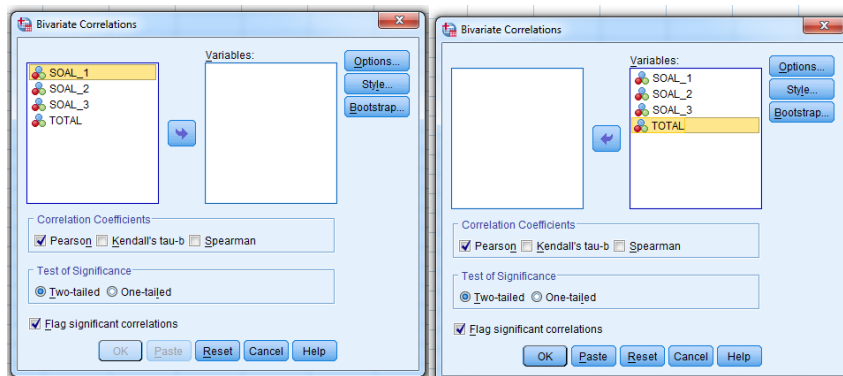 Bivariate Correlations
Variables:
SOAL_1
SOAL_2
SOAL_3
TOTAL
Options...
Style...
Bootstrap...
Correlation Coefficients
Pearson Kendall's tau-b Spearman
Test of Significance
Two-tailed One-tailed
Flag significant correlations
OK Paste Reset Cancel Help
Bivariate Correlations
Variables:
SOAL_1
SOAL_2
SOAL_3
TOTAL
Options...
Style...
Bootstrap...
Correlation Coefficients
Pearson Kendall's tau-b Spearman
Test of Significance
Two-tailed One-tailed
Flag significant correlations
OK Paste Reset Cancel Help